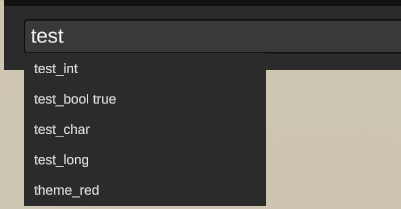 test
test_int
test_bool true
test_char
test_long
theme_red